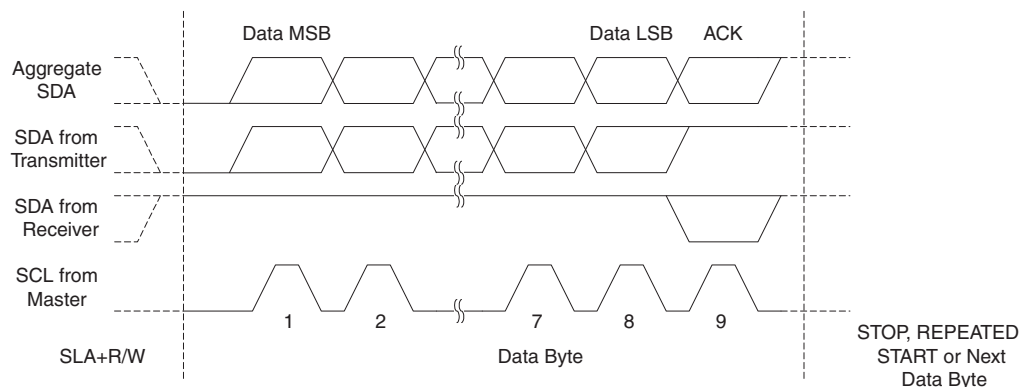 Data MSB
Data LSB
ACK
Aggregate
SDA
SDA from
Transmitter
SDA from
Receiver
SCL from
Master
1
2
7
8
9
SLA+R/W
Data Byte
STOP, REPEATED
START or Next
Data Byte